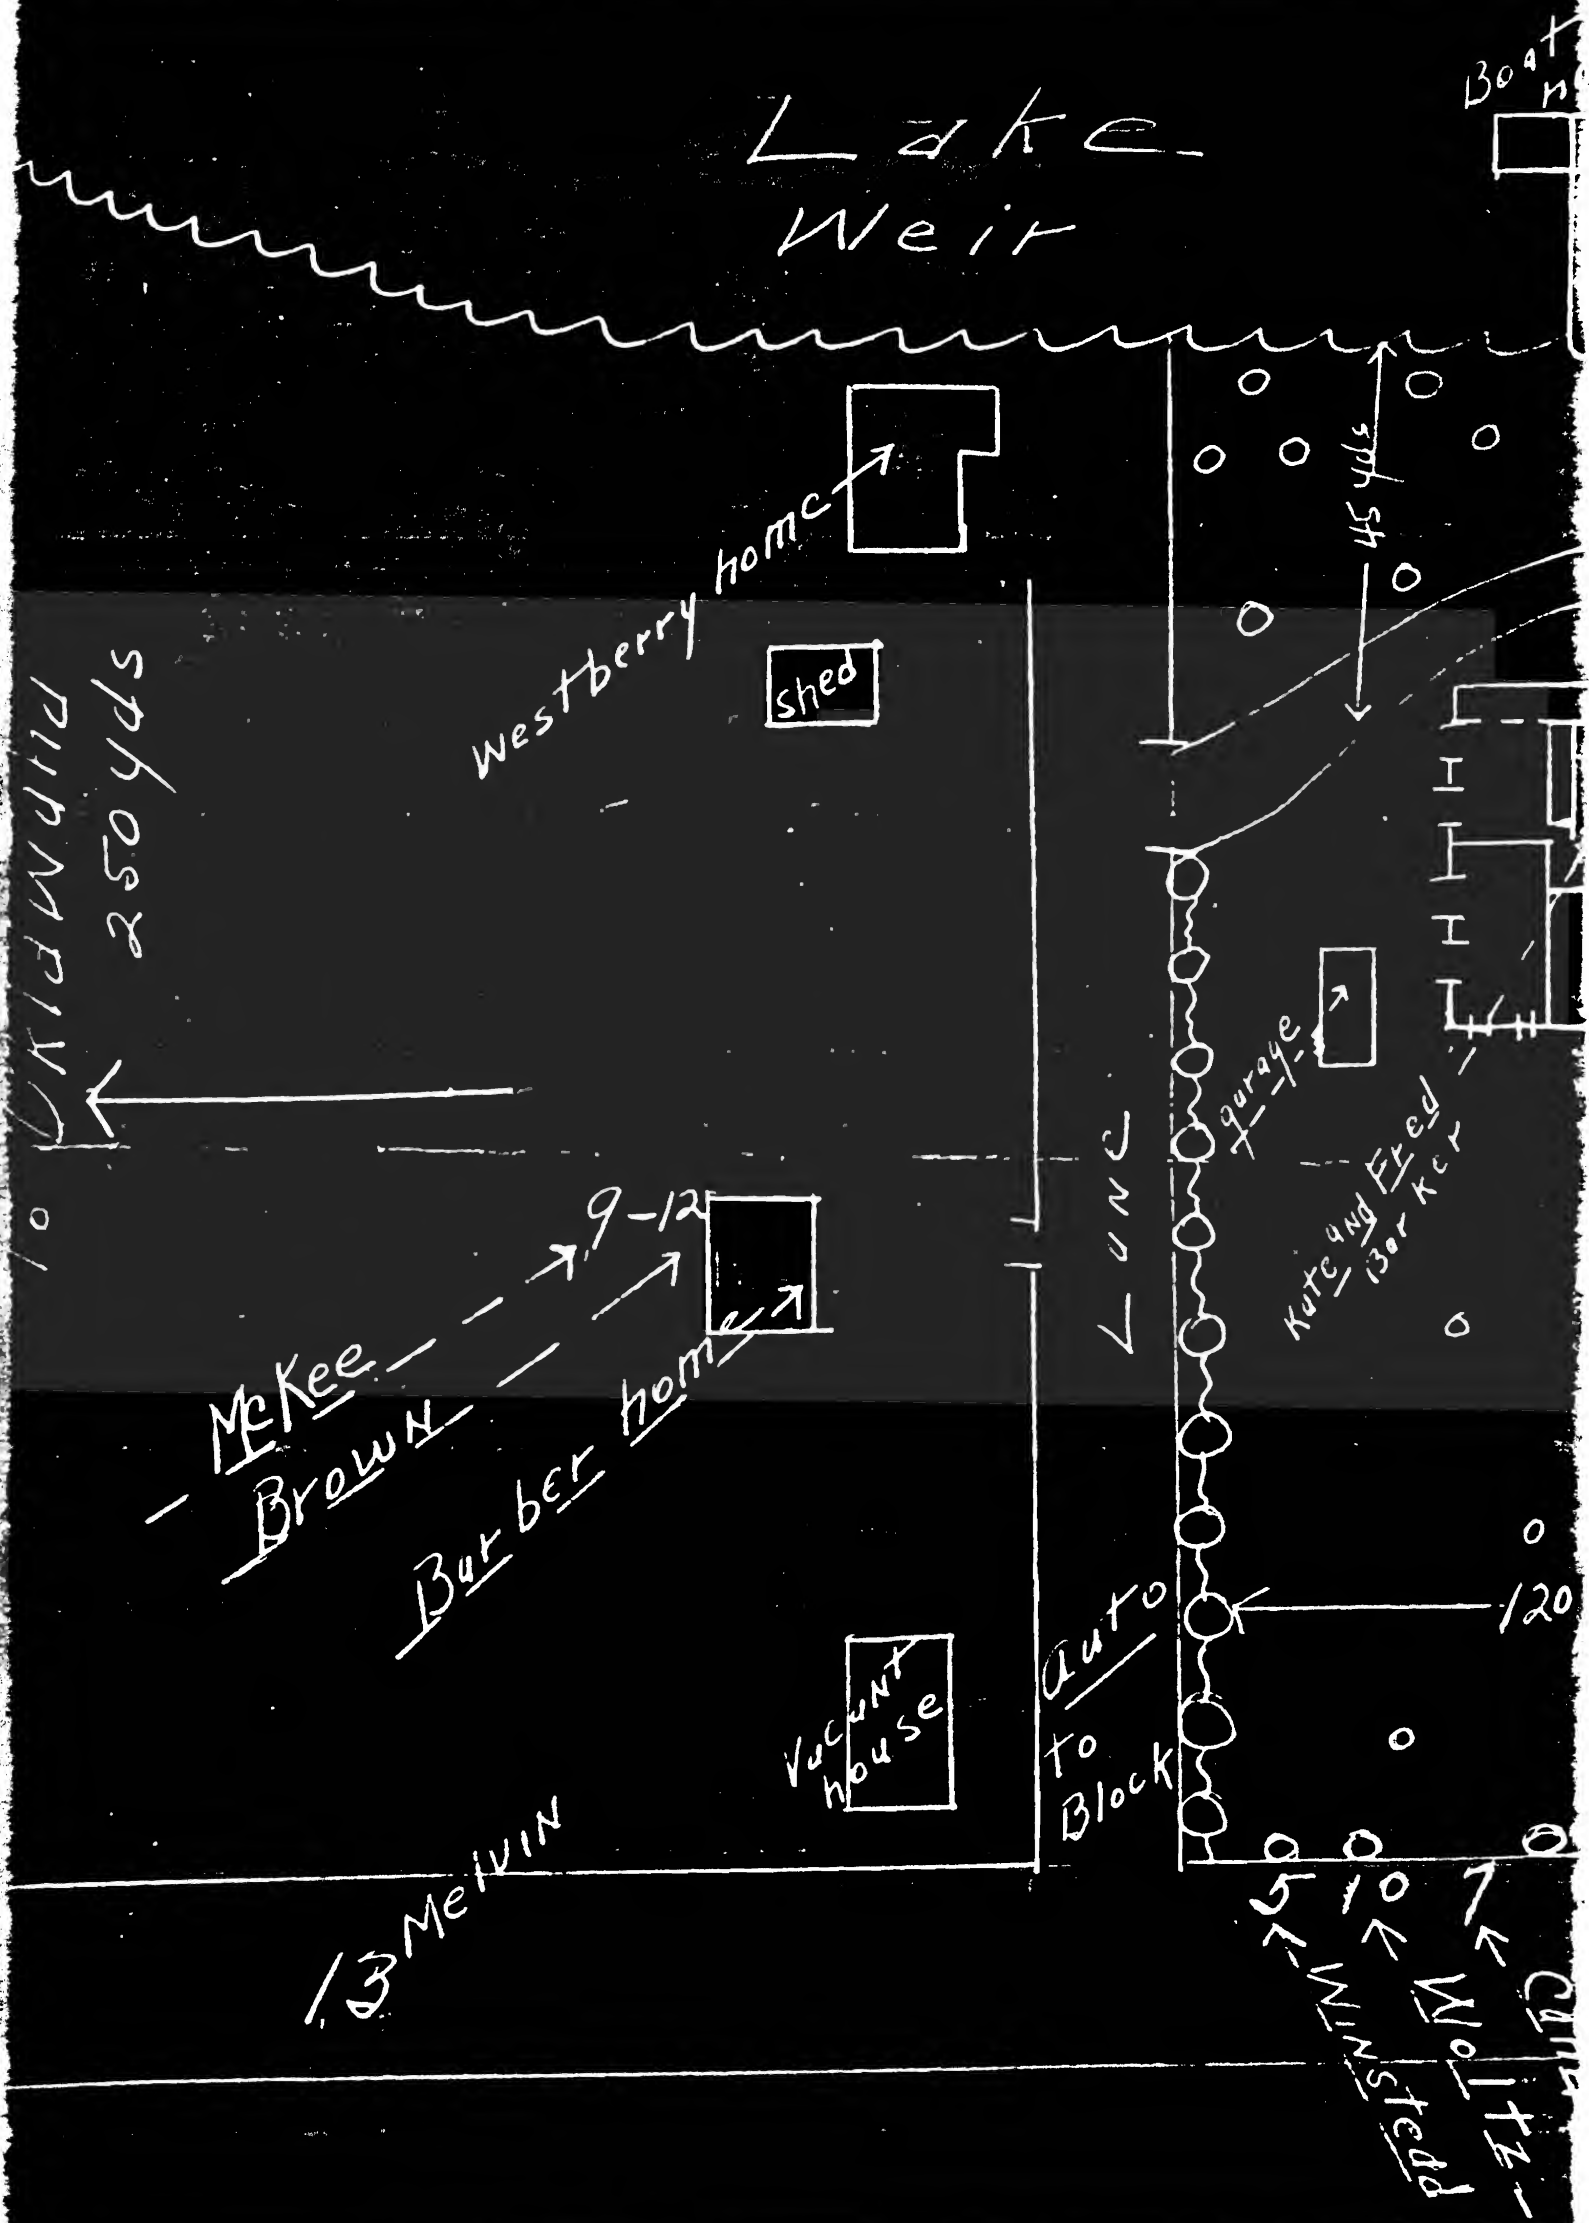 Boat
Lake
Weir
45 yds
Westberry home
shed
To Oklawaha
250 yds
garage
Lane
Kate and Fred
Barker
9-12
McKee
Brown
Barber home
120
Auto
to
Block
Vacant
house
13 Melvin
5 10 7
Winstedd
Woltz